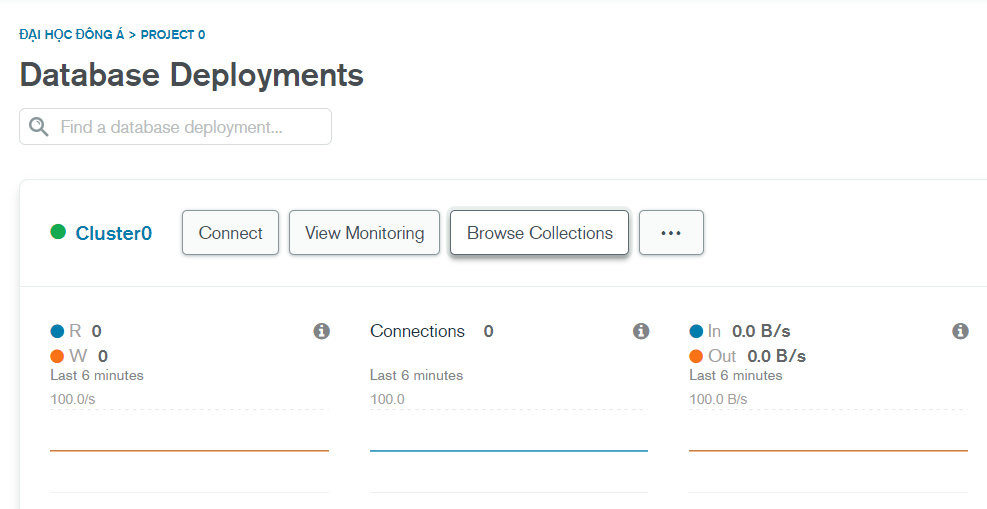 ĐẠI HỌC ĐÔNG Á > PROJECT 0
Database Deployments
Find a database deployment...
Cluster0
Connect
View Monitoring
Browse Collections
...
R 0
W 0
Last 6 minutes
100.0/s
Connections 0
Last 6 minutes
100.0
In 0.0 B/s
Out 0.0 B/s
Last 6 minutes
100.0 B/s